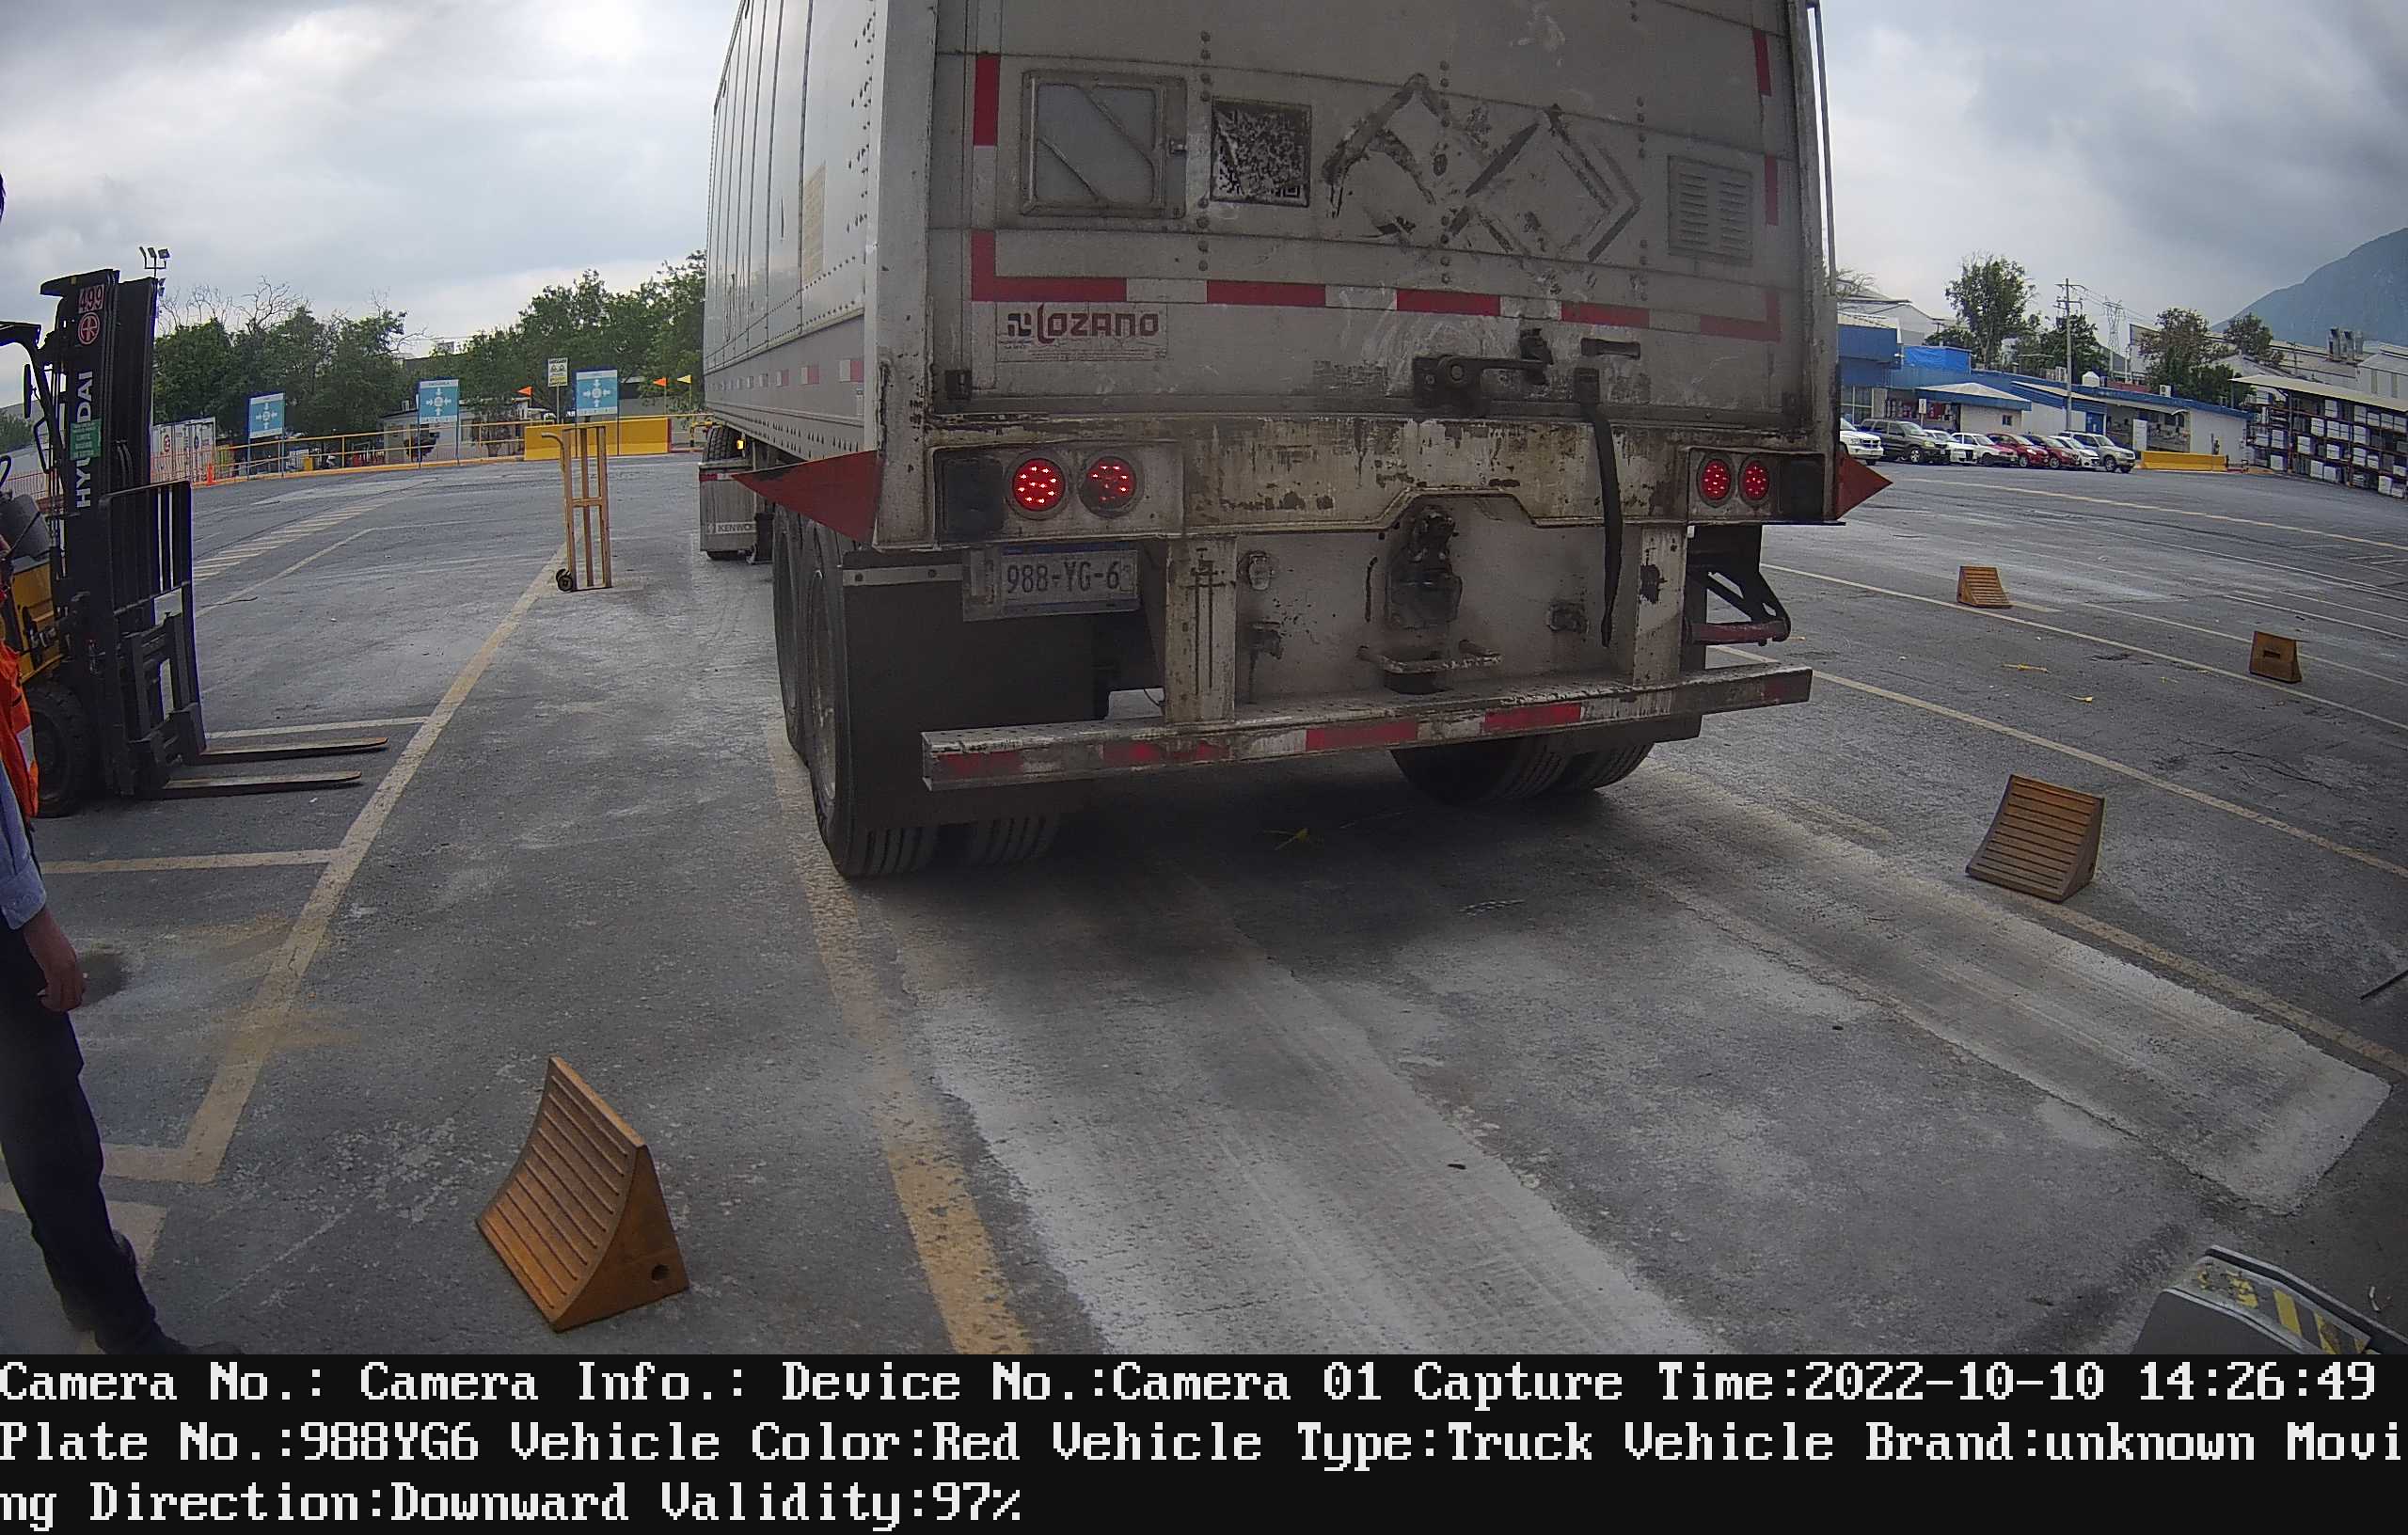 499
HYUNDAI
LOZANO
KENWOR
988-YG-6
Camera No.: Camera Info.: Device No.:Camera 01 Capture Time:2022-10-10 14:26:49
Plate No.:988YG6 Vehicle Color:Red Vehicle Type:Truck Vehicle Brand:unknown Movi
ng Direction:Downward Validity:97%